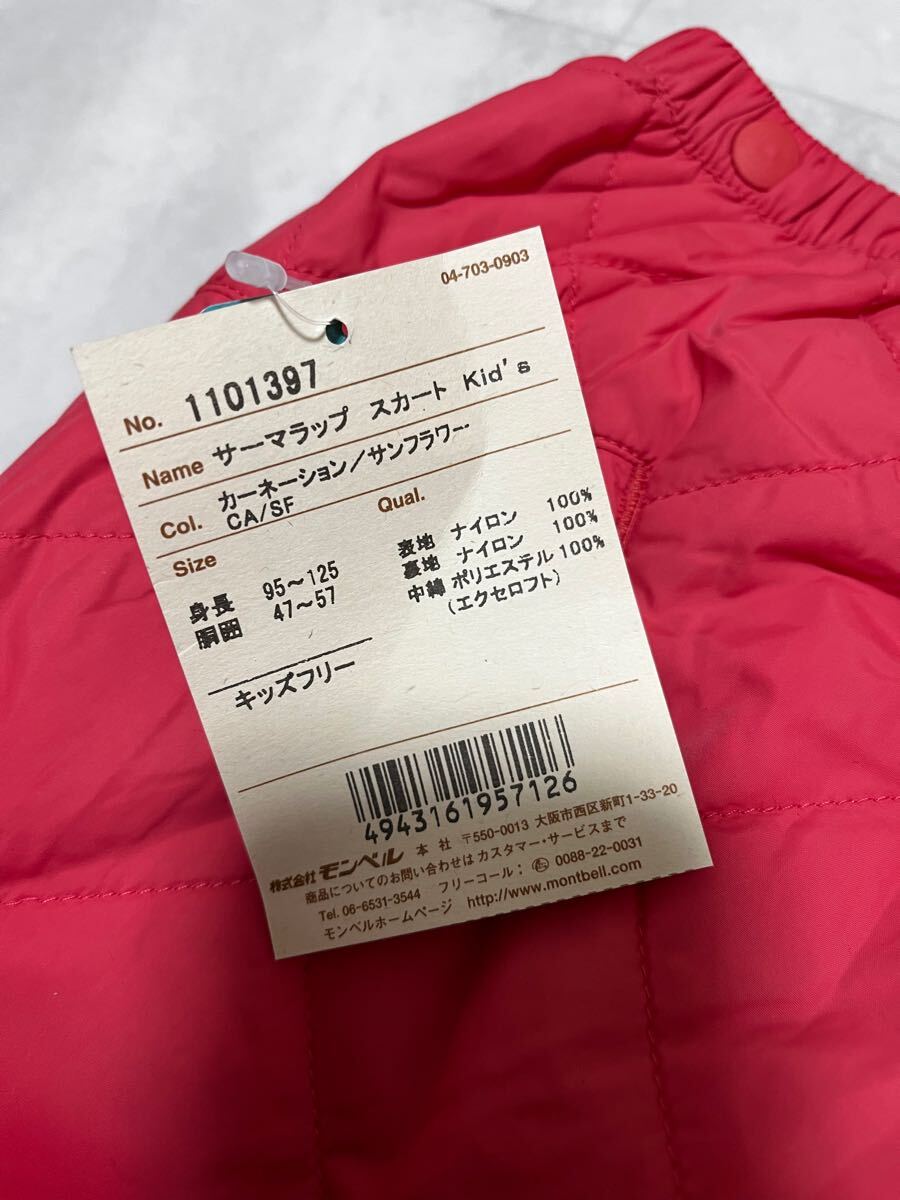 04-703-0903
No. 1101397
Name サーマラップ スカート Kid's
Col. カーネーション/サンフラワー
CA/SF
Size
身長 95~125
胴囲 47~57
Qual.
表地 ナイロン 100%
裏地 ナイロン 100%
中綿 ポリエステル100%
(エクセロフト)
キッズフリー
4943161957126
株式会社モンベル 本 社 〒550-0013 大阪市西区新町1-33-20
商品についてのお問い合わせは カスタマー・サービスまで
Tel. 06-6531-3544 フリーコール: 0088-22-0031
モンベルホームページ http://www.montbell.com